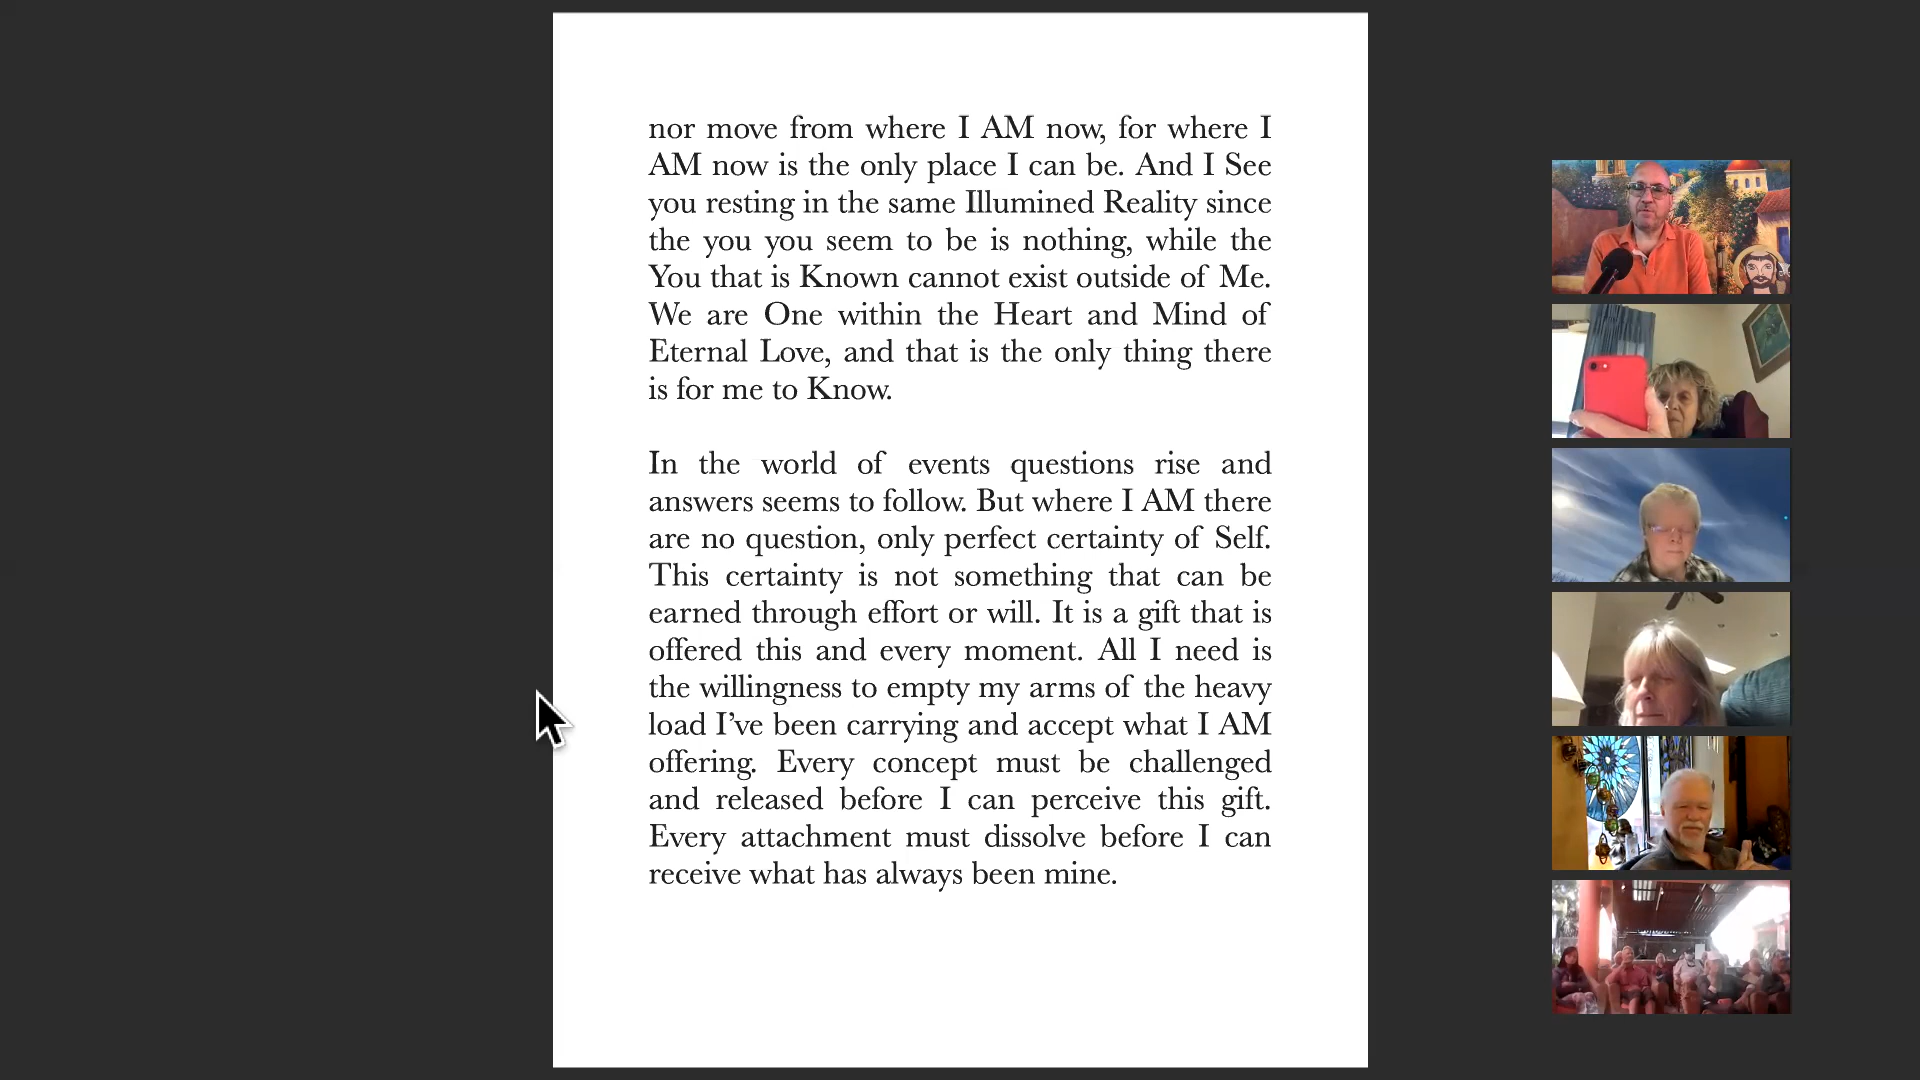 nor move from where I AM now, for where I
AM now is the only place I can be. And I See
you resting in the same Illumined Reality since
the you you seem to be is nothing, while the
You that is Known cannot exist outside of Me.
We are One within the Heart and Mind of
Eternal Love, and that is the only thing there
is for me to Know.
In the world of events questions rise and
answers seems to follow. But where I AM there
are no question, only perfect certainty of Self.
This certainty is not something that can be
earned through effort or will. It is a gift that is
offered this and every moment. All I need is
the willingness to empty my arms of the heavy
load I’ve been carrying and accept what I AM
offering. Every concept must be challenged
and released before I can perceive this gift.
Every attachment must dissolve before I can
receive what has always been mine.